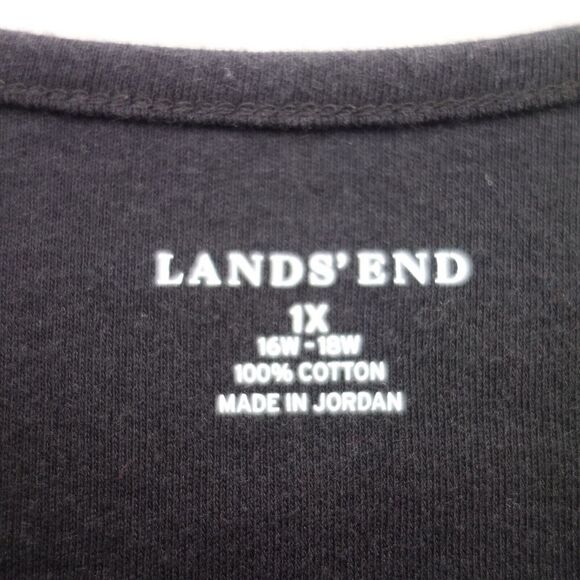 LANDS' END
1X
16W - 18W
100% COTTON
MADE IN JORDAN